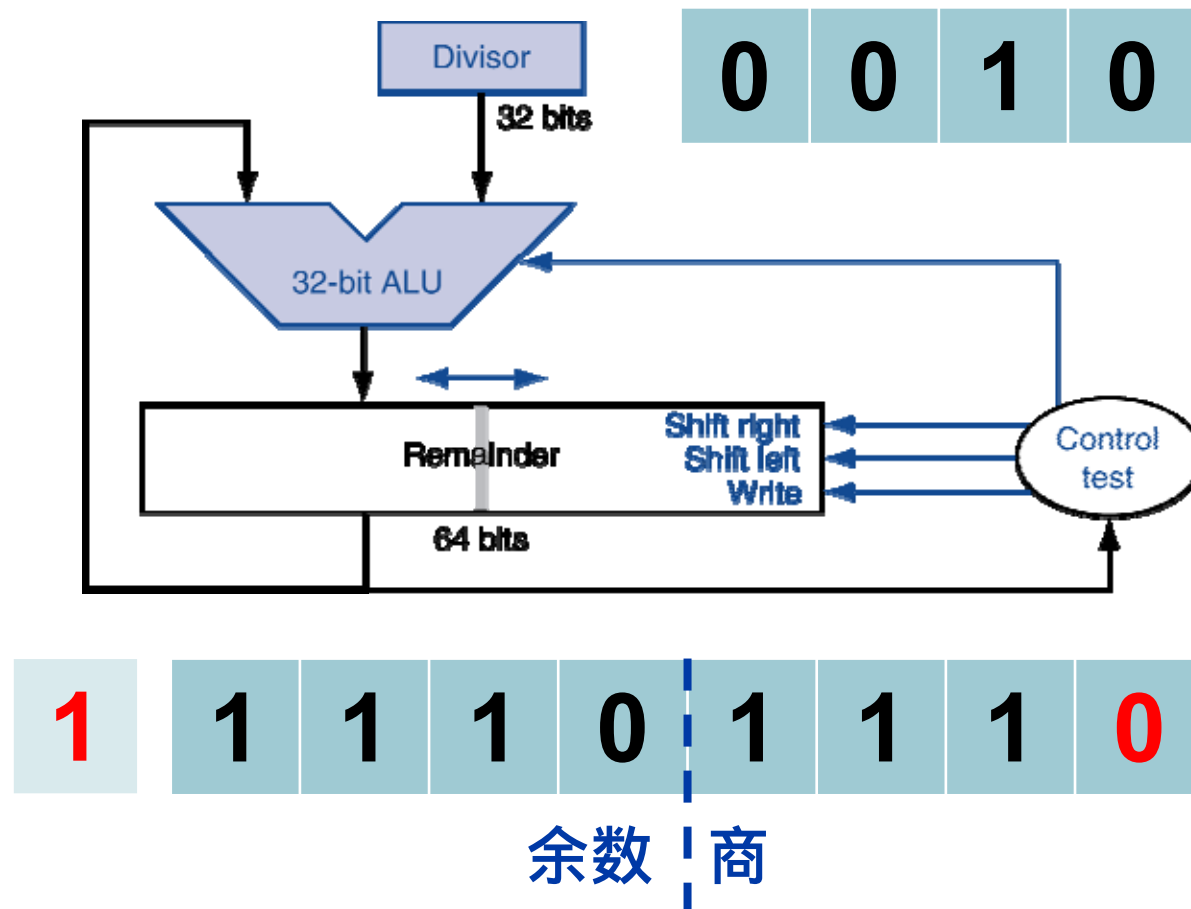 Divisor
0 0 1 0
32 bits
32-bit ALU
Remainder
Shift right
Shift left
Write
Control
test
64 bits
1 1 1 1 0 1 1 1 0
余数 商